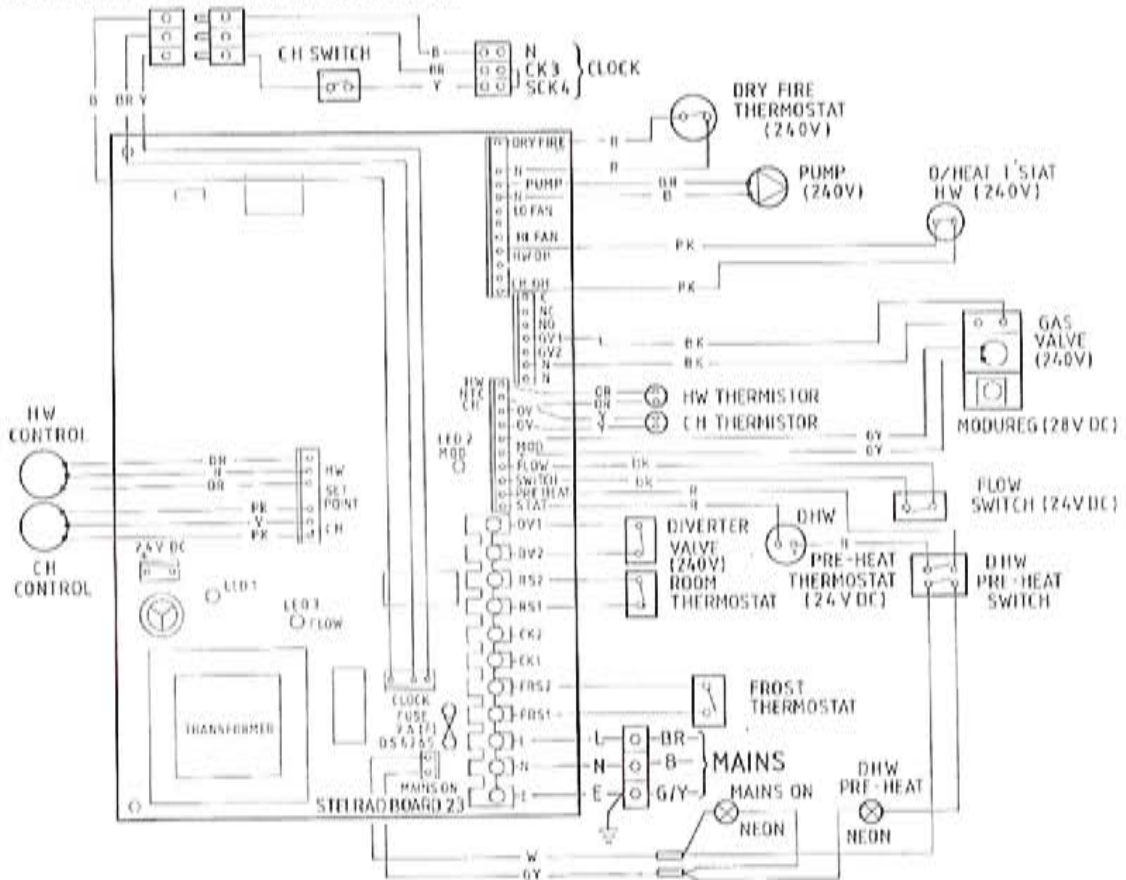 N
B
CH SWITCH
BR
CK3
CLOCK
Y
SCK4
B BR Y
DRY FIRE
THERMOSTAT
(240V)
DRY FIRE
R
N
R
PUMP
BR
B
PUMP
(240V)
O/HEAT T'STAT
HW (240V)
N
LO FAN
HI FAN
PK
HW OH
CH OH
PK
C
NC
NO
GV1
BK
GV2
BK
N
N
GAS
VALVE
(240V)
MODUREG (28V DC)
HW
NTC
CH
OR
HW THERMISTOR
V
V
CH THERMISTOR
OV
OV
GY
GY
LED 2
MOD
MOD
FLOW
BK
SWITCH
BK
PRE-HEAT
R
STAT
R
FLOW
SWITCH (24V DC)
HW
CONTROL
HW
SET
POINT
CH
BR
R
OR
PK
V
PK
CH
CONTROL
24V DC
LED 1
LED 3
FLOW
DV1
DV2
RS2
RS1
CK2
CK1
FRS2
FRS1
L
N
E
DIVERTER
VALVE
(240V)
ROOM
THERMOSTAT
DHW
PRE-HEAT
THERMOSTAT
(24V DC)
R
DHW
PRE-HEAT
SWITCH
FROST
THERMOSTAT
TRANSFORMER
CLOCK
FUSE
MAINS ON
STELRAD BOARD 23
L BR
N B
E G/Y
MAINS
MAINS ON
NEON
DHW
PRE-HEAT
NEON
W
GY